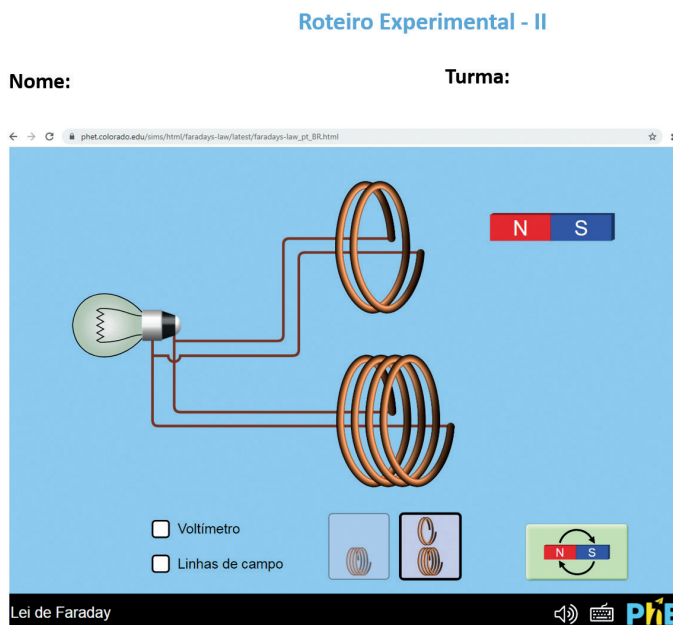 Roteiro Experimental - II
Nome:
Turma:
phet.colorado.edu/sims/html/faradays-law/latest/faradays-law_pt_BR.html
N S
Voltímetro
Linhas de campo
N S
Lei de Faraday
PhE